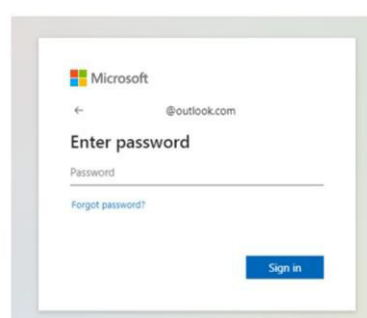 Microsoft
← @outlook.com
Enter password
Password
Forgot password?
Sign in